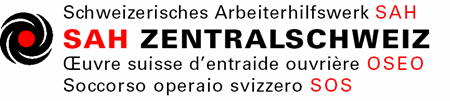 Schweizerisches Arbeiterhilfswerk SAH
SAH ZENTRALSCHWEIZ
Œuvre suisse d'entraide ouvrière OSEO
Soccorso operaio svizzero SOS